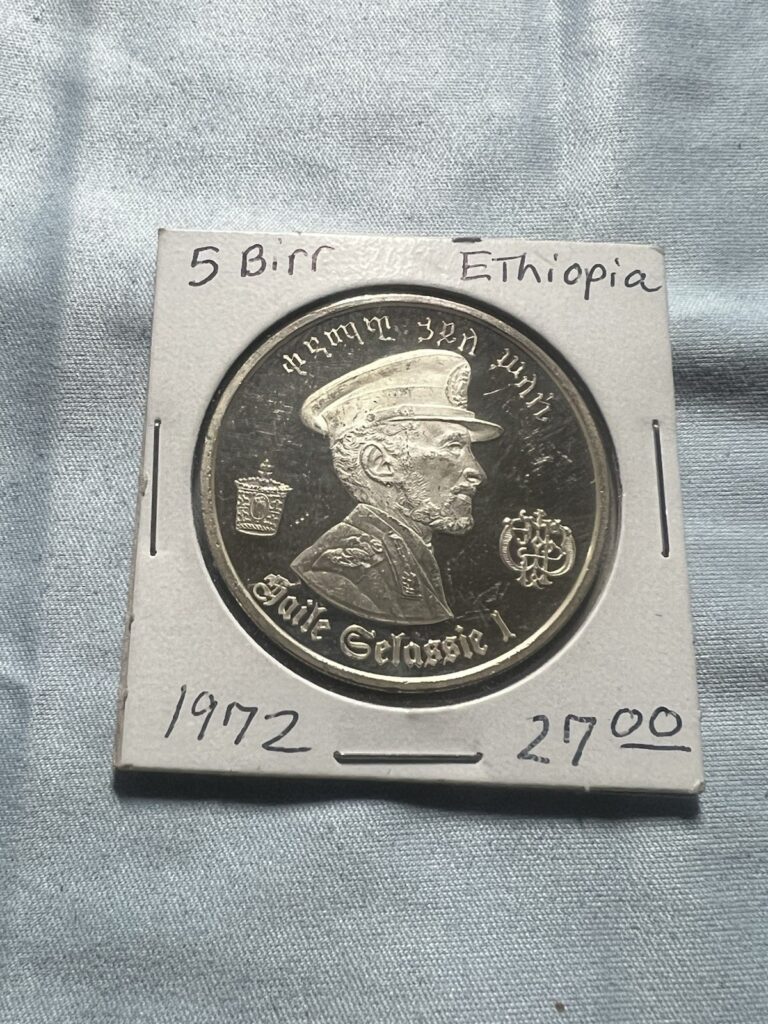 5 Birr Ethiopia
Haile Selassie I
1972 27.00